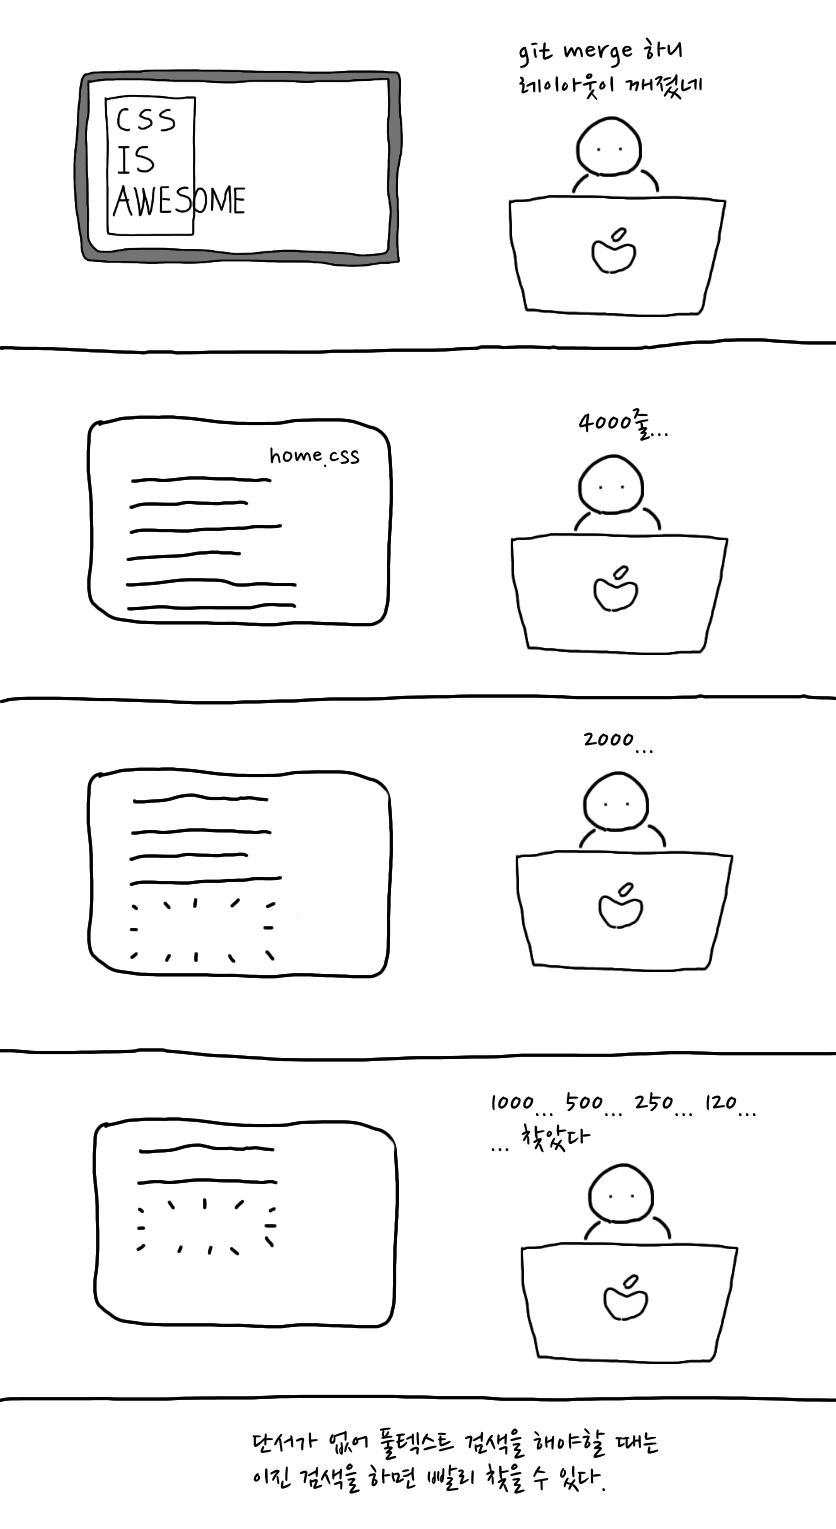 git merge 하니
레이아웃이 깨졌네
CSS
IS
AWESOME
home.css
4000줄...
2000...
1000... 500... 250... 120...
... 찾았다
단서가 없어 풀텍스트 검색을 해야할 때는
이진 검색을 하면 빨리 찾을 수 있다.